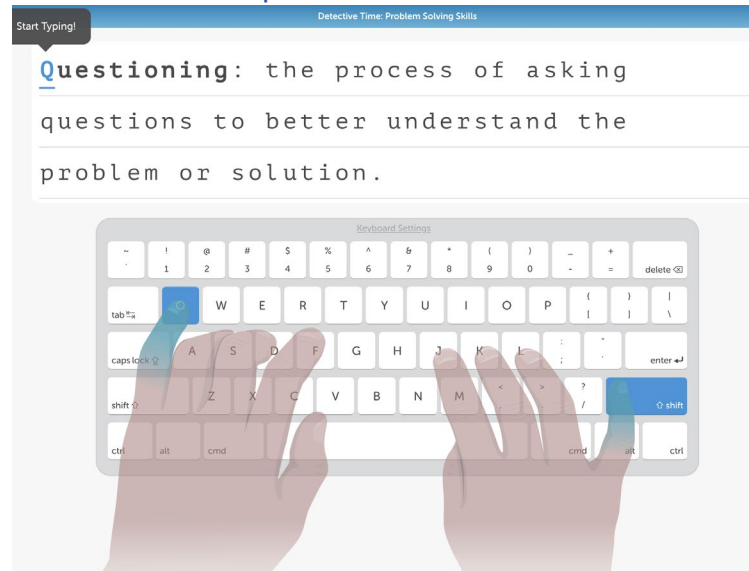 Detective Time: Problem Solving Skills
Start Typing!
Questioning: the process of asking
questions to better understand the
problem or solution.
Keyboard Settings
~ ! @ # $ % ^ & * ( ) _ +
` 1 2 3 4 5 6 7 8 9 0 - = delete
tab Q W E R T Y U I O P { [ } ] | \
caps lock A S D F G H J K L : ; " ' enter
shift Z X C V B N M < , > . ? / shift
ctrl alt cmd cmd alt ctrl